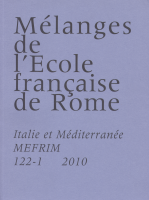 Mélanges
de
l'Ecole
française
de Rome
Italie et Méditerranée
MEFRIM
122-1 2010